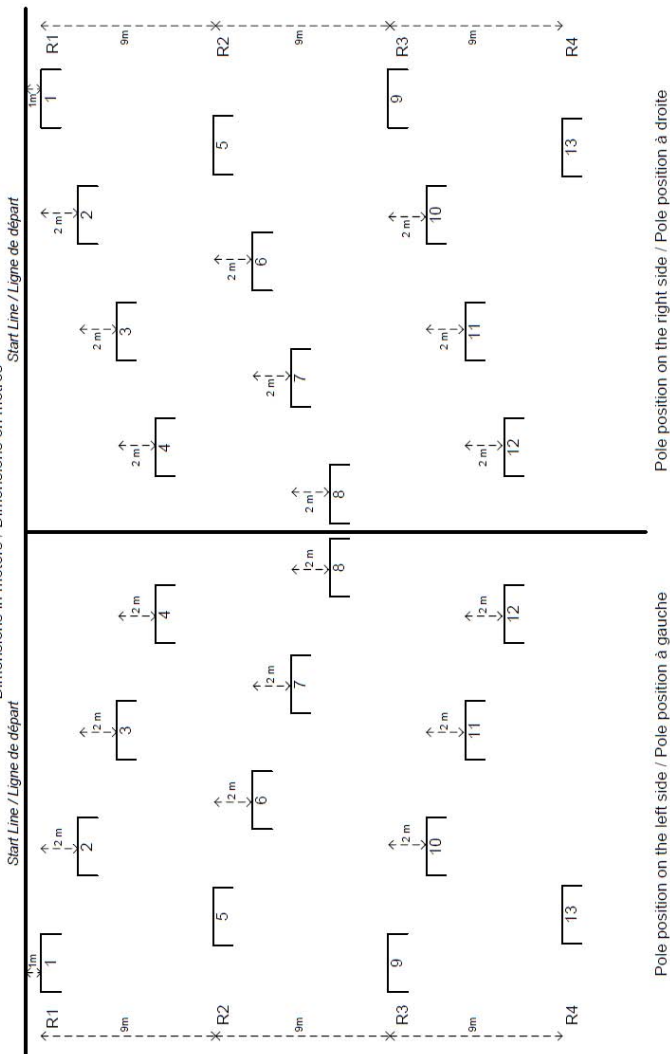 Dimensions in meters / Dimensions en mètres
Start Line / Ligne de départ
1m
R1
1
2 m
2
9m
2 m
3
2 m
4
R2
5
2 m
6
9m
2 m
7
2 m
8
R3
9
2 m
10
9m
2 m
11
2 m
12
R4
13
Pole position on the left side / Pole position à gauche
Start Line / Ligne de départ
1m
R1
1
2 m
2
9m
2 m
3
2 m
4
R2
5
2 m
6
9m
2 m
7
2 m
8
R3
9
2 m
10
9m
2 m
11
2 m
12
R4
13
Pole position on the right side / Pole position à droite